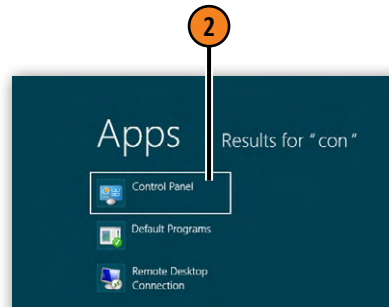 2
Apps Results for "con"
Control Panel
Default Programs
Remote Desktop
Connection